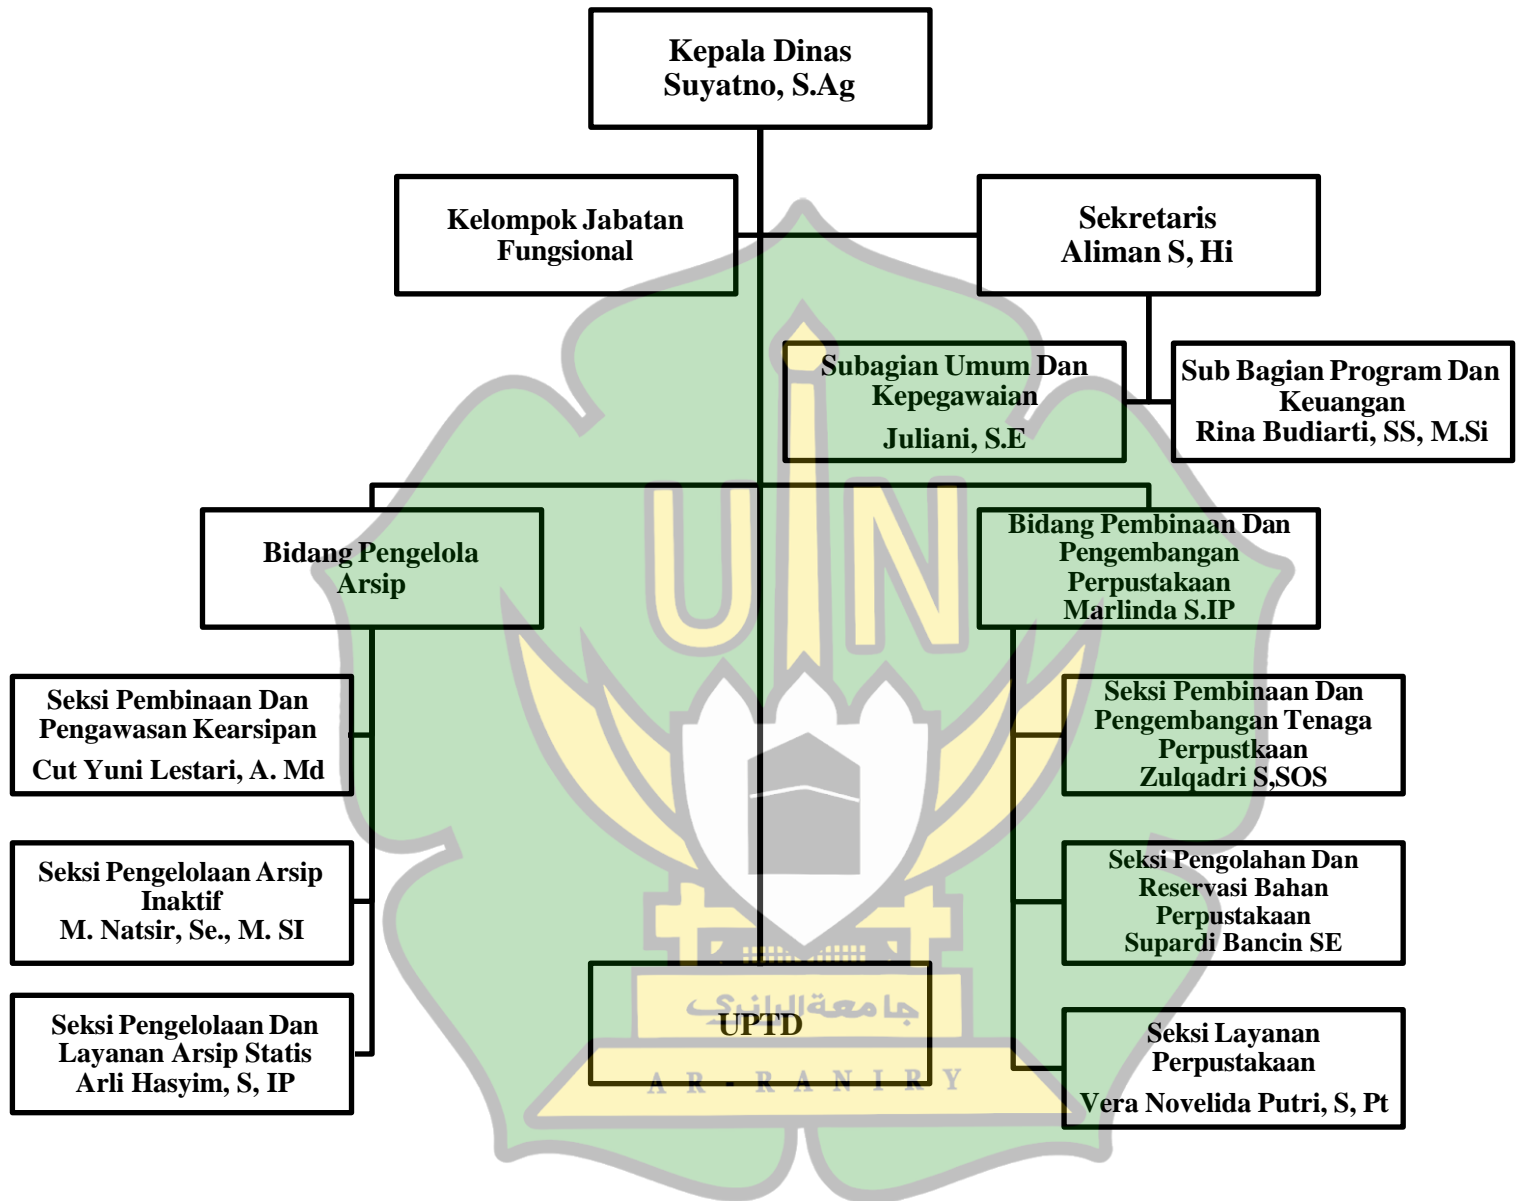 Kepala Dinas
Suyatno, S.Ag
Kelompok Jabatan
Fungsional
Sekretaris
Aliman S, Hi
Subagian Umum Dan
Kepegawaian
Juliani, S.E
Sub Bagian Program Dan
Keuangan
Rina Budiarti, SS, M.Si
Bidang Pengelola
Arsip
Bidang Pembinaan Dan
Pengembangan
Perpustakaan
Marlinda S.IP
UIN
Seksi Pembinaan Dan
Pengawasan Kearsipan
Cut Yuni Lestari, A. Md
Seksi Pengelolaan Arsip
Inaktif
M. Natsir, Se., M. SI
Seksi Pengelolaan Dan
Layanan Arsip Statis
Arli Hasyim, S, IP
Seksi Pembinaan Dan
Pengembangan Tenaga
Perpustkaan
Zulqadri S,SOS
Seksi Pengolahan Dan
Reservasi Bahan
Perpustakaan
Supardi Bancin SE
Seksi Layanan
Perpustakaan
Vera Novelida Putri, S, Pt
جامعة الرانري
UPTD
AR-RANIRY